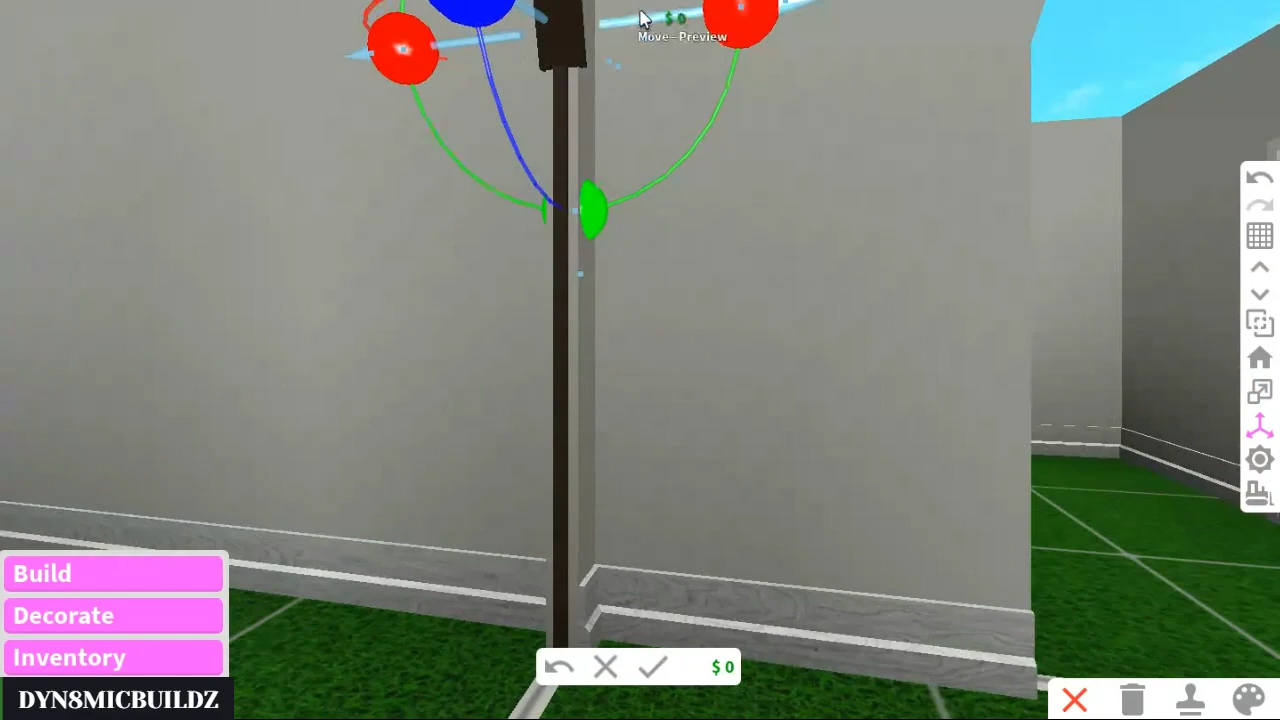 $ 0
Move - Preview
Build
Decorate
Inventory
$ 0
DYN8MICBUILDZ